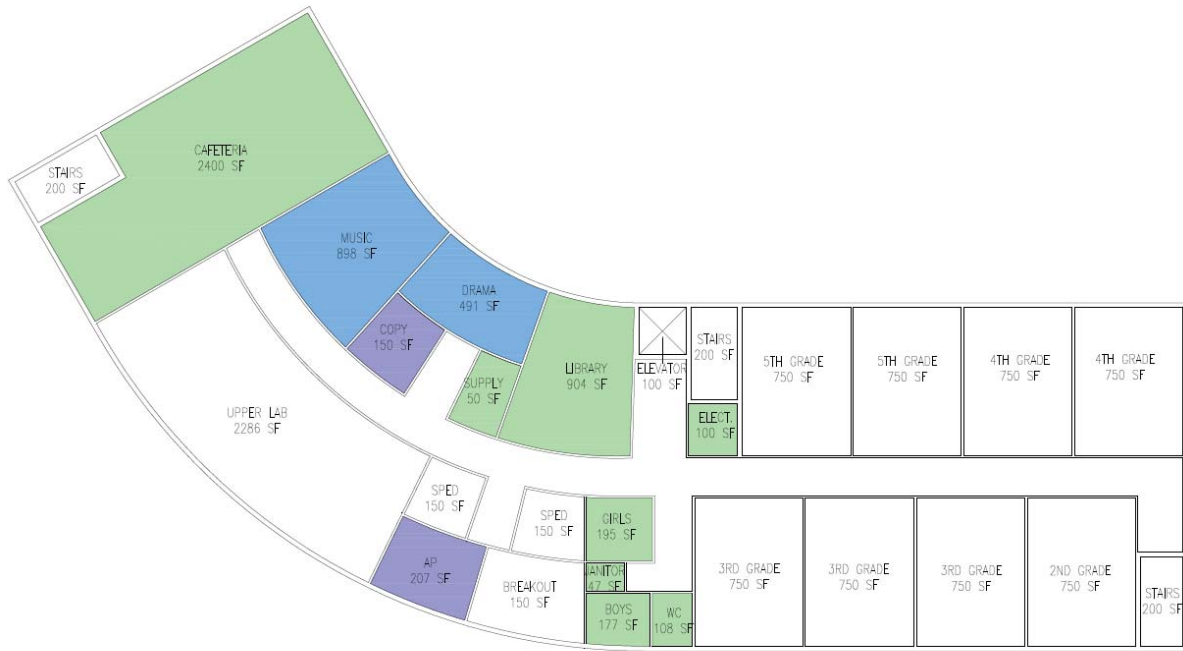 CAFETERIA
2400 SF
STAIRS
200 SF
MUSIC
898 SF
DRAMA
491 SF
COPY
150 SF
SUPPLY
50 SF
LIBRARY
904 SF
ELEVATOR
100 SF
STAIRS
200 SF
ELECT.
100 SF
5TH GRADE
750 SF
5TH GRADE
750 SF
4TH GRADE
750 SF
4TH GRADE
750 SF
UPPER LAB
2286 SF
SPED
150 SF
SPED
150 SF
GIRLS
195 SF
AP
207 SF
BREAKOUT
150 SF
JANITOR
47 SF
BOYS
177 SF
WC
108 SF
3RD GRADE
750 SF
3RD GRADE
750 SF
3RD GRADE
750 SF
2ND GRADE
750 SF
STAIRS
200 SF